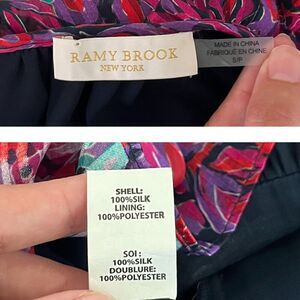 RAMY BROOK
NEW YORK
MADE IN CHINA
FABRIQUÉ EN CHINE
S/P
SHELL:
100%SILK
LINING:
100%POLYESTER
SOI :
100%SILK
DOUBLURE:
100%POLYESTER